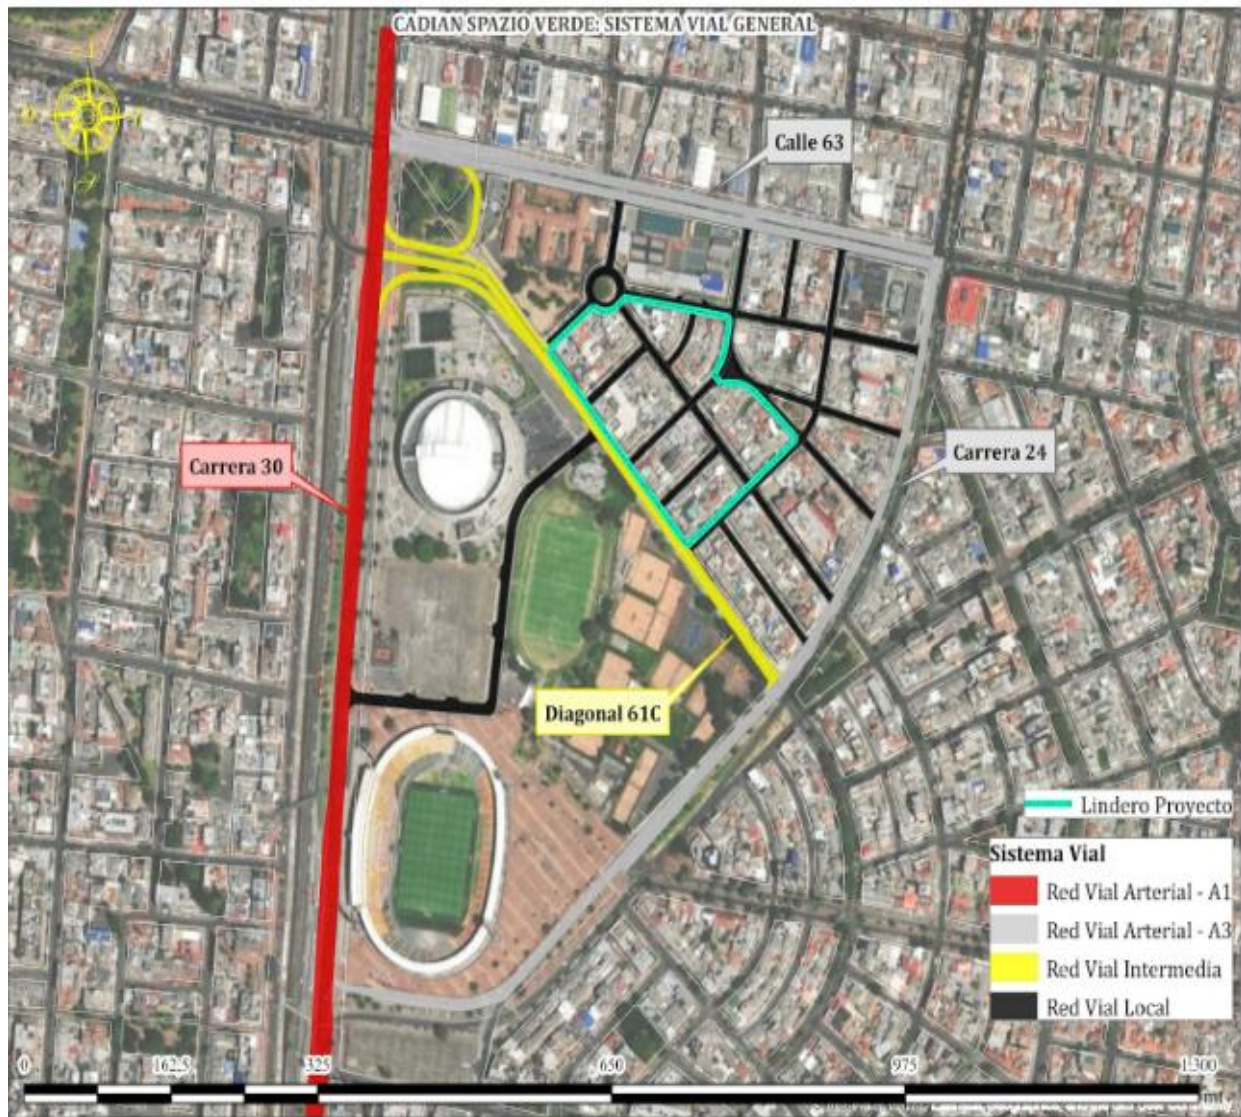 CADIAN SPAZIO VERDE: SISTEMA VIAL GENERAL
Calle 63
Carrera 30
Carrera 24
Diagonal 61C
Lindero Proyecto
Sistema Vial
Red Vial Arterial - A1
Red Vial Arterial - A3
Red Vial Intermedia
Red Vial Local
0 162.5 325 650 975 1.300
mt